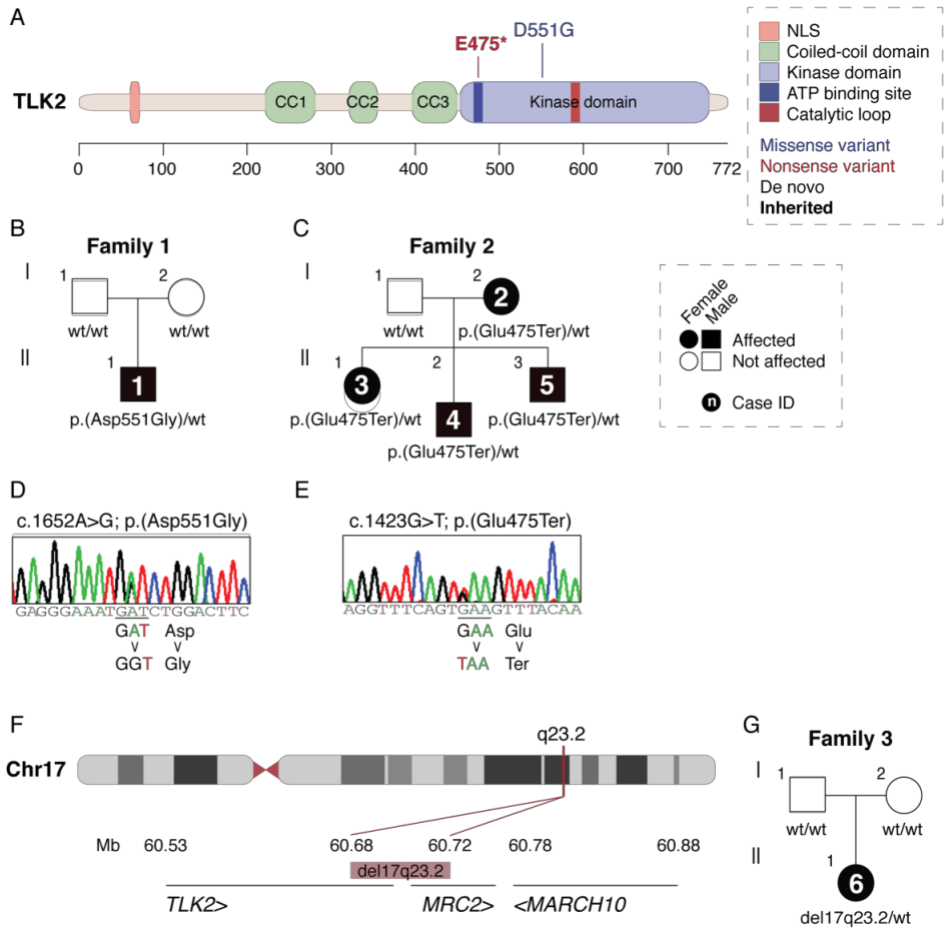 A
E475*
D551G
TLK2
CC1
CC2
CC3
Kinase domain
0
100
200
300
400
500
600
700
772
NLS
Coiled-coil domain
Kinase domain
ATP binding site
Catalytic loop
Missense variant
Nonsense variant
De novo
Inherited
B
Family 1
I
1
2
wt/wt
wt/wt
II
1
1
p.(Asp551Gly)/wt
C
Family 2
I
1
2
2
wt/wt
p.(Glu475Ter)/wt
II
1
2
3
3
4
5
p.(Glu475Ter)/wt
p.(Glu475Ter)/wt
p.(Glu475Ter)/wt
Female
Male
Affected
Not affected
n Case ID
D
c.1652A>G; p.(Asp551Gly)
GAGGGAAATGATCTGGACTTC
GAT Asp
v v
GGT Gly
E
c.1423G>T; p.(Glu475Ter)
AGGTTTCAGTGAAGTTTACAA
GAA Glu
v v
TAA Ter
F
q23.2
Chr17
Mb 60.53 60.68 60.72 60.78 60.88
del17q23.2
TLK2> MRC2> <MARCH10
G
Family 3
I
1
2
wt/wt
wt/wt
II
1
6
del17q23.2/wt